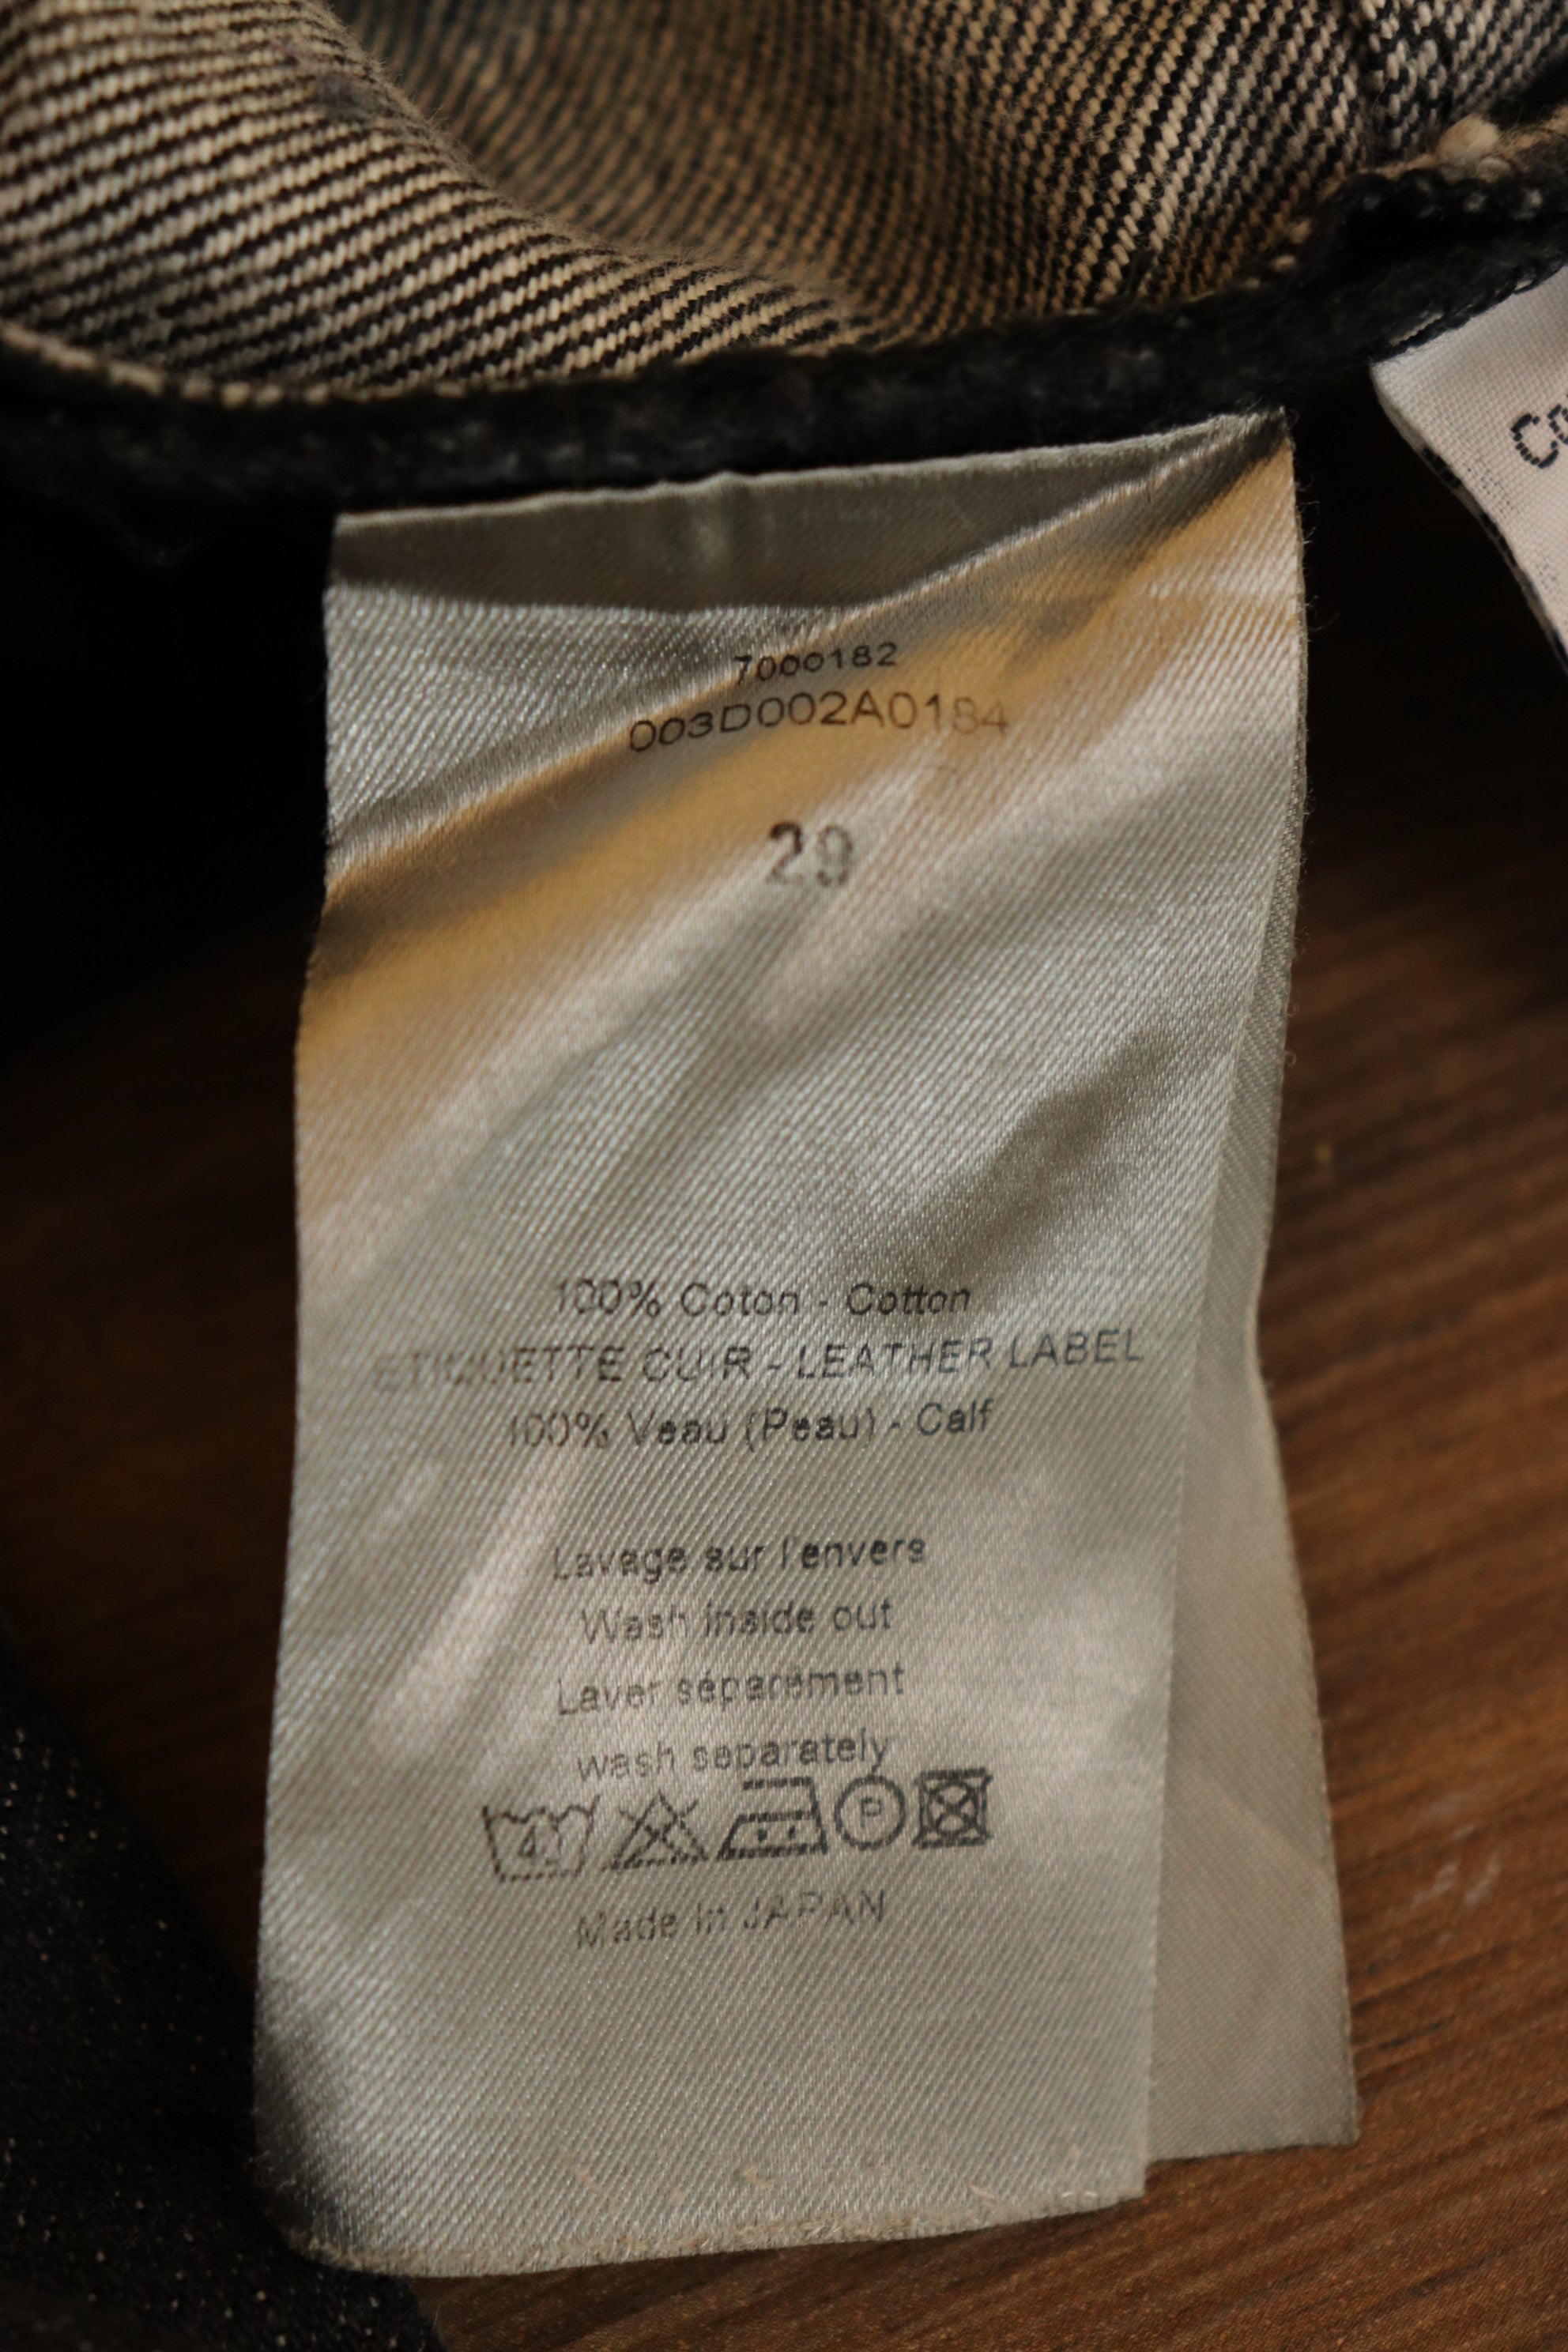 7000182
003D002A0184
29
100% Coton - Cotton
ETIQUETTE CUIR - LEATHER LABEL
100% Veau (Peau) - Calf
Lavage sur l'envers
Wash inside out
Laver séparément
wash separately
40 P
Made in JAPAN